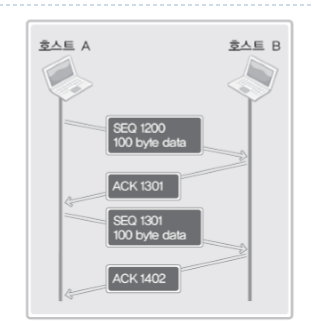 호스트 A
호스트 B
SEQ 1200
100 byte data
ACK 1301
SEQ 1301
100 byte data
ACK 1402